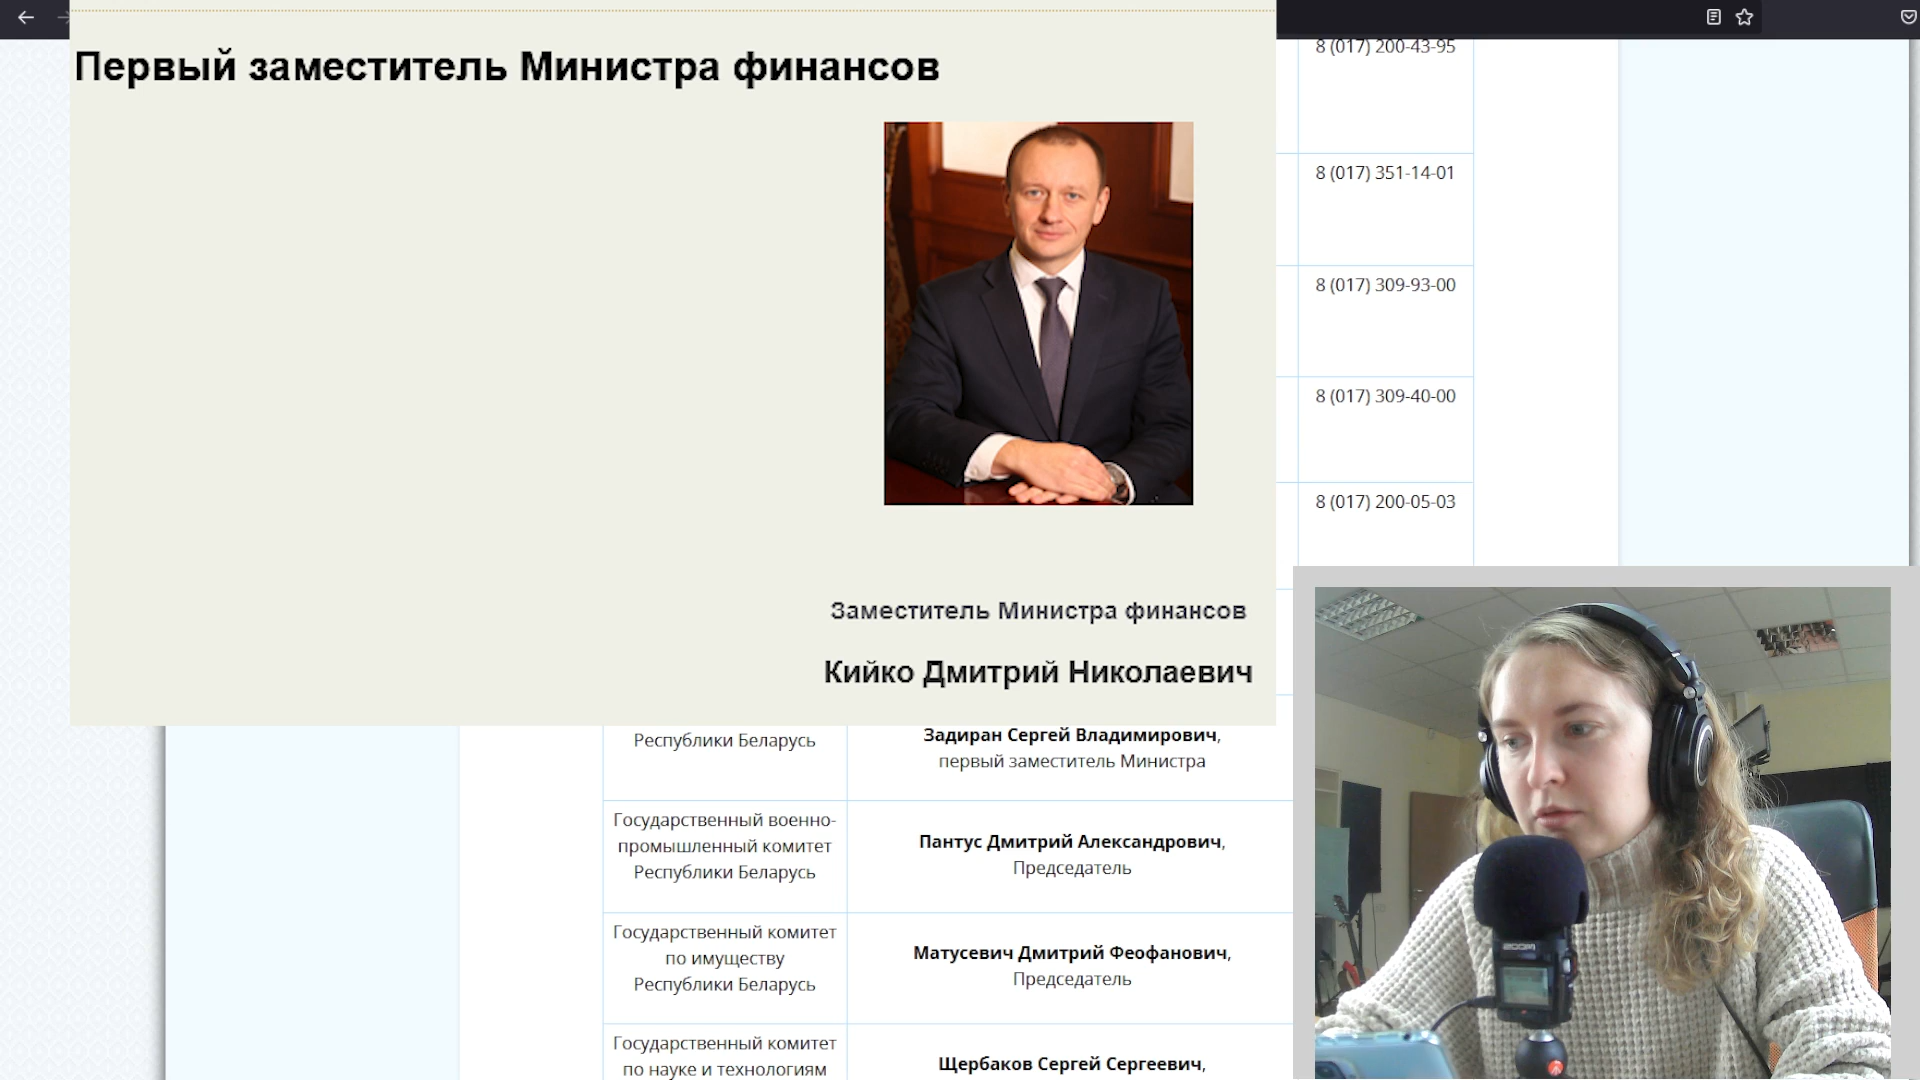 Первый заместитель Министра финансов
Заместитель Министра финансов
Кийко Дмитрий Николаевич
8 (017) 200-43-95
8 (017) 351-14-01
8 (017) 309-93-00
8 (017) 309-40-00
8 (017) 200-05-03
Республики Беларусь
Задиран Сергей Владимирович,
первый заместитель Министра
Государственный военно-
промышленный комитет
Республики Беларусь
Пантус Дмитрий Александрович,
Председатель
Государственный комитет
по имуществу
Республики Беларусь
Матусевич Дмитрий Феофанович,
Председатель
Государственный комитет
по науке и технологиям
Щербаков Сергей Сергеевич,
zoom